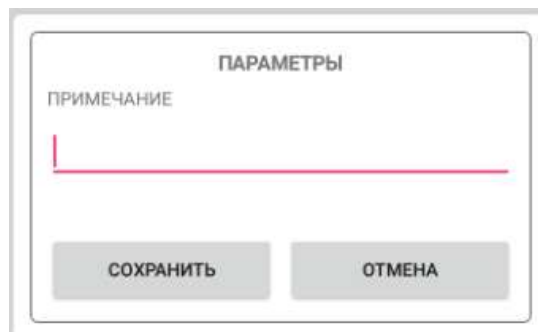 ПАРАМЕТРЫ
ПРИМЕЧАНИЕ
СОХРАНИТЬ ОТМЕНА